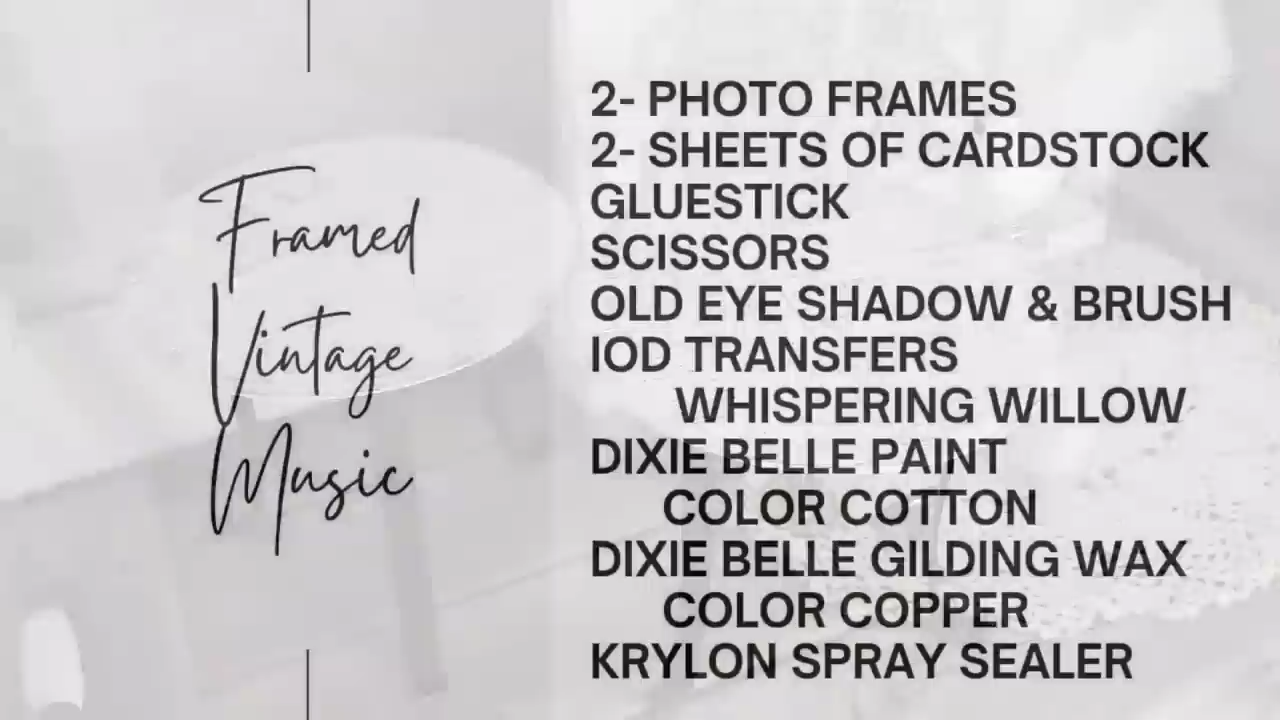 Framed
Vintage
Music
2- PHOTO FRAMES
2- SHEETS OF CARDSTOCK
GLUESTICK
SCISSORS
OLD EYE SHADOW & BRUSH
IOD TRANSFERS
WHISPERING WILLOW
DIXIE BELLE PAINT
COLOR COTTON
DIXIE BELLE GILDING WAX
COLOR COPPER
KRYLON SPRAY SEALER